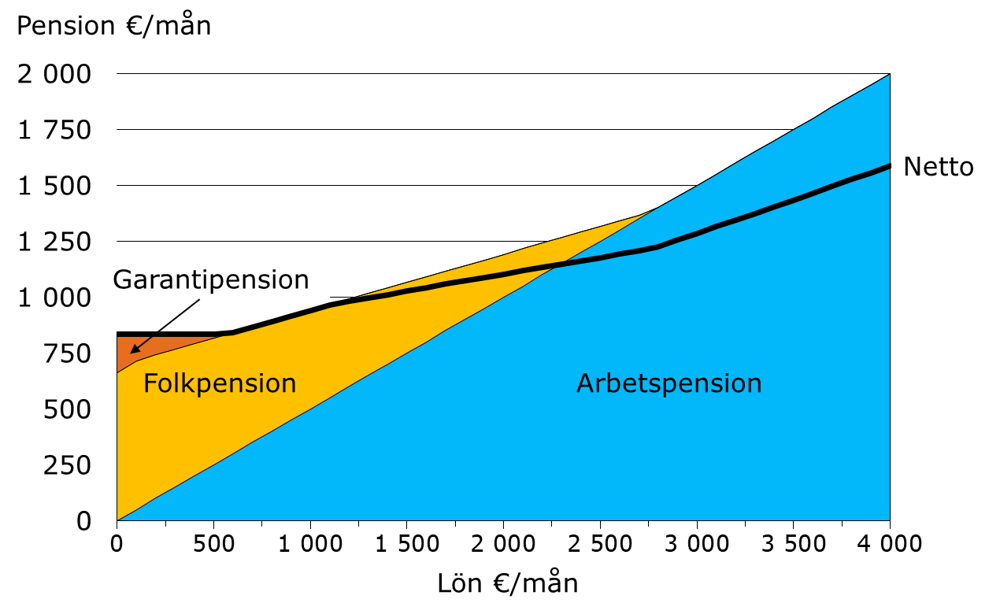 Pension €/mån
2 000
1 750
1 500
Netto
1 250
Garantipension
1 000
750
Folkpension
Arbetspension
500
250
0
0 500 1 000 1 500 2 000 2 500 3 000 3 500 4 000
Lön €/mån